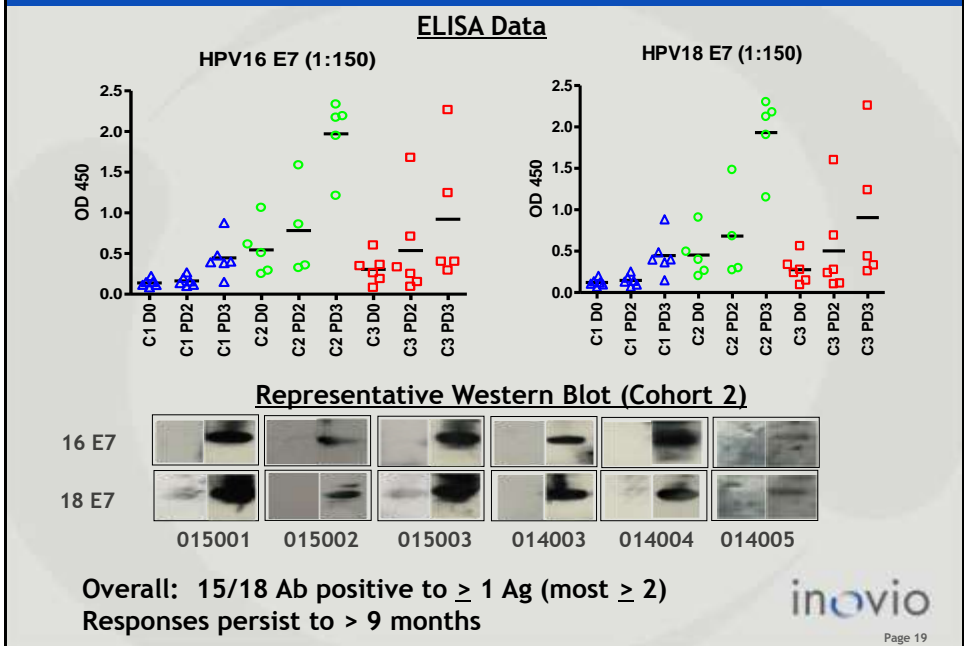 ELISA Data
HPV16 E7 (1:150)
2.5
2.0
1.5
1.0
0.5
0.0
OD 450
C1 D0
C1 PD2
C1 PD3
C2 D0
C2 PD2
C2 PD3
C3 D0
C3 PD2
C3 PD3
HPV18 E7 (1:150)
2.5
2.0
1.5
1.0
0.5
0.0
OD 450
C1 D0
C1 PD2
C1 PD3
C2 D0
C2 PD2
C2 PD3
C3 D0
C3 PD2
C3 PD3
Representative Western Blot (Cohort 2)
16 E7
18 E7
015001 015002 015003 014003 014004 014005
Overall: 15/18 Ab positive to ≥ 1 Ag (most ≥ 2)
Responses persist to > 9 months
inovio
Page 19